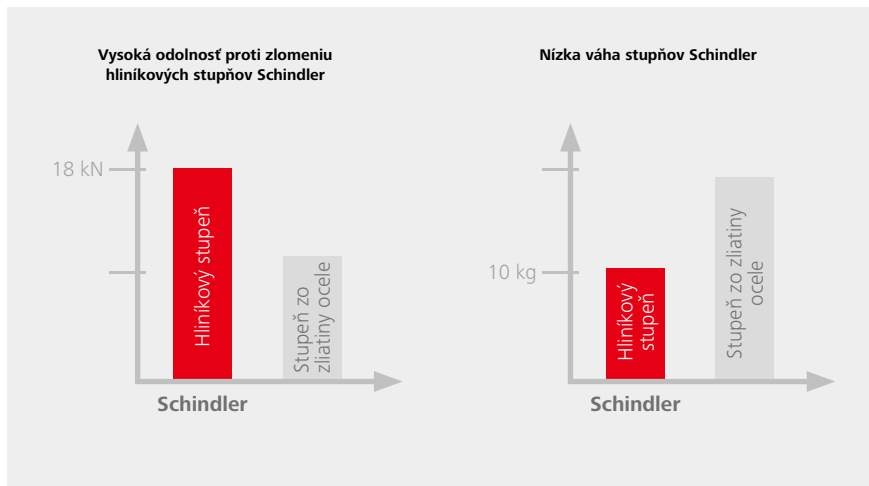 Vysoká odolnosť proti zlomeniu
hliníkových stupňov Schindler
18 kN
Hliníkový stupeň
Stupeň zo
zliatiny ocele
Schindler
Nízka váha stupňov Schindler
10 kg
Hliníkový
stupeň
Stupeň zo zliatiny
ocele
Schindler